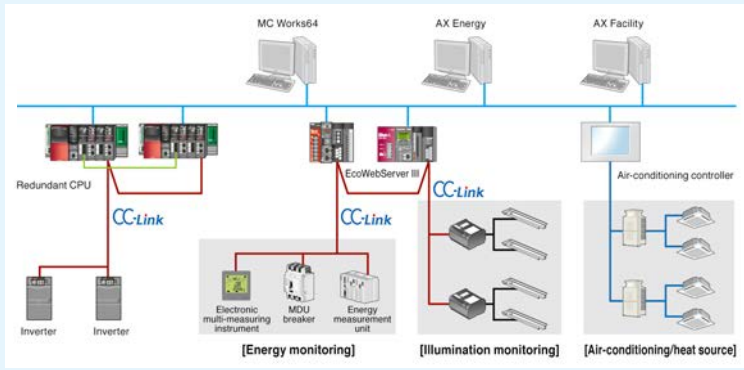 MC Works64
AX Energy
AX Facility
Redundant CPU
EcoWebServer III
Air-conditioning controller
CC-Link
CC-Link
CC-Link
Inverter
Inverter
Electronic
multi-measuring
instrument
MDU
breaker
Energy
measurement
unit
[Energy monitoring]
[Illumination monitoring]
[Air-conditioning/heat source]